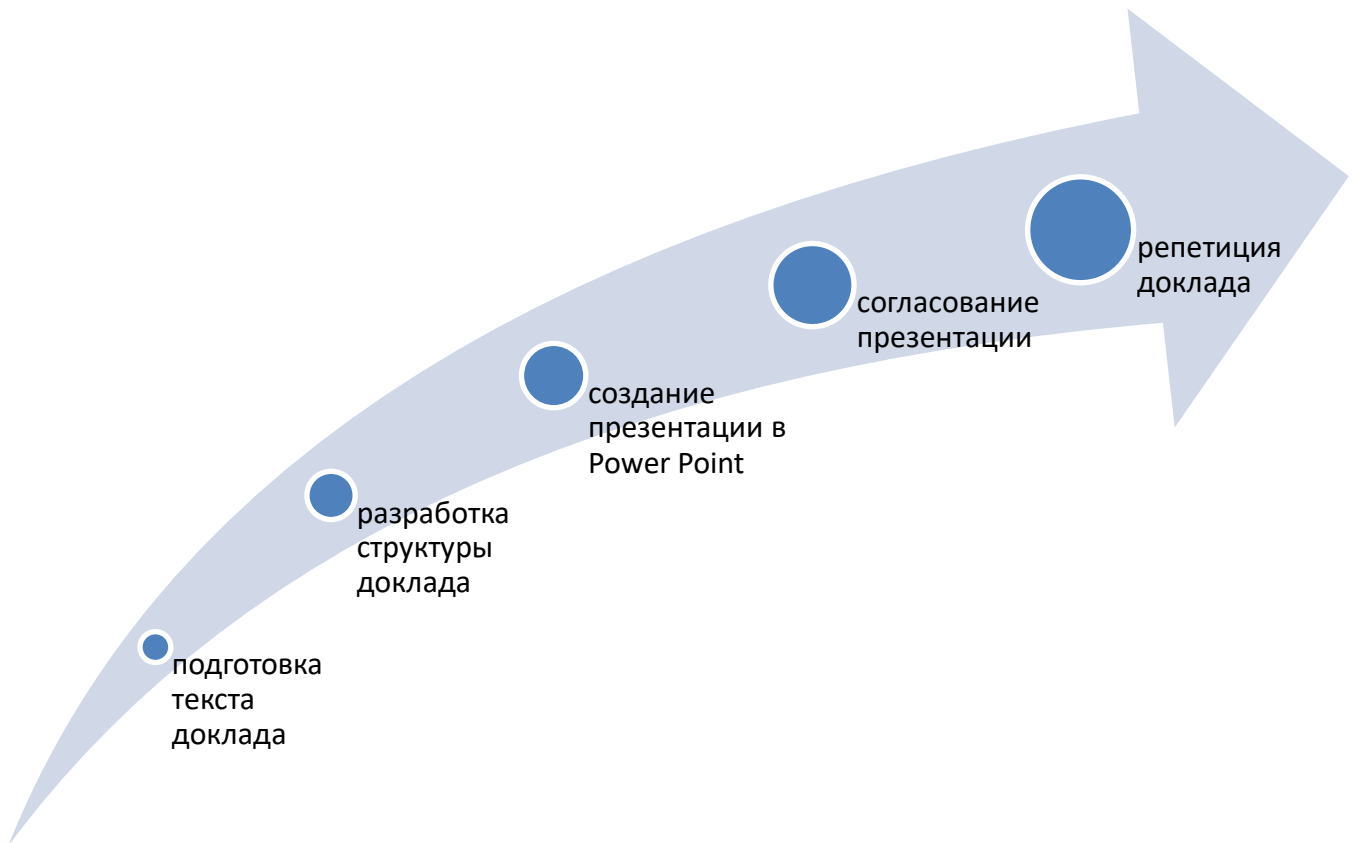 подготовка
текста
доклада
разработка
структуры
доклада
создание
презентации в
Power Point
согласование
презентации
репетиция
доклада